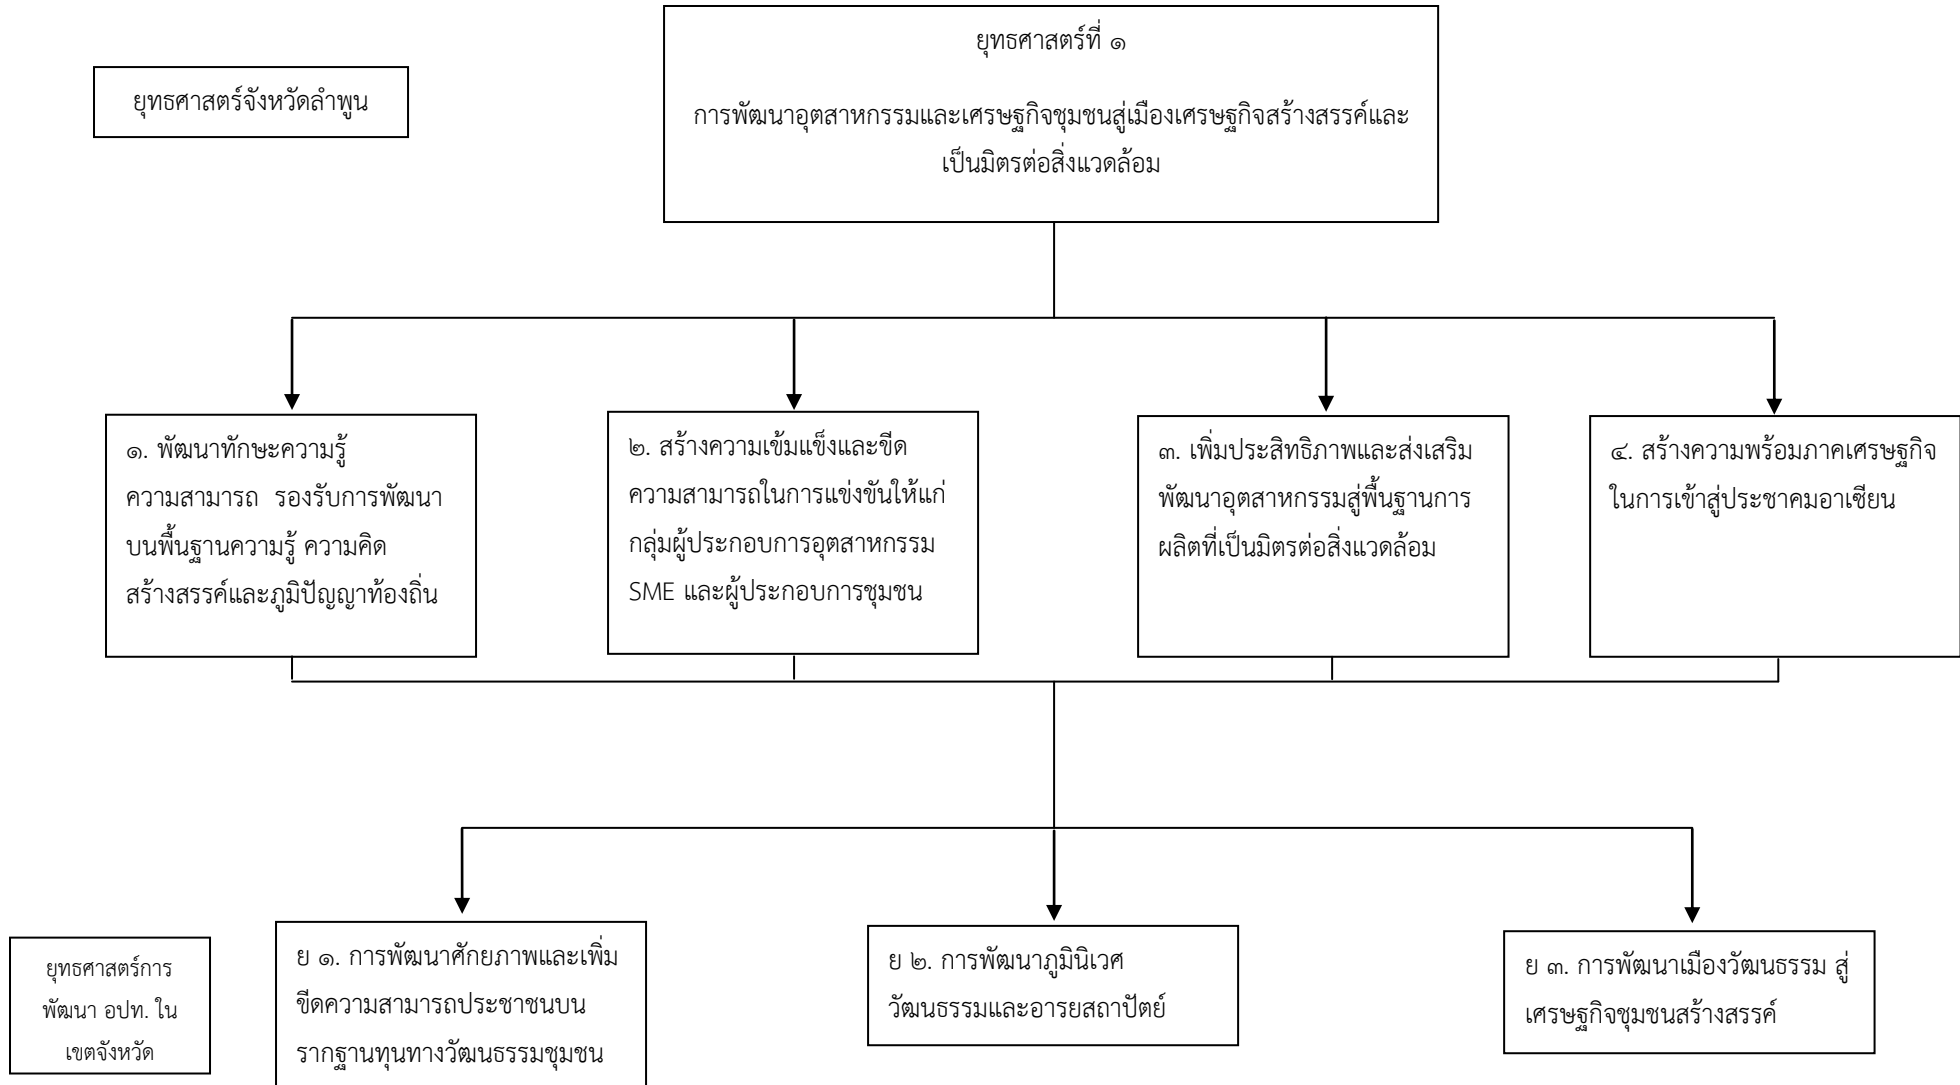 ยุทธศาสตร์จังหวัดลำพูน
ยุทธศาสตร์ที่ ๑
การพัฒนาอุตสาหกรรมและเศรษฐกิจชุมชนสู่เมืองเศรษฐกิจสร้างสรรค์และ
เป็นมิตรต่อสิ่งแวดล้อม
๑. พัฒนาทักษะความรู้
ความสามารถ รองรับการพัฒนา
บนพื้นฐานความรู้ ความคิด
สร้างสรรค์และภูมิปัญญาท้องถิ่น
๒. สร้างความเข้มแข็งและขีด
ความสามารถในการแข่งขันให้แก่
กลุ่มผู้ประกอบการอุตสาหกรรม
SME และผู้ประกอบการชุมชน
๓. เพิ่มประสิทธิภาพและส่งเสริม
พัฒนาอุตสาหกรรมสู่พื้นฐานการ
ผลิตที่เป็นมิตรต่อสิ่งแวดล้อม
๔. สร้างความพร้อมภาคเศรษฐกิจ
ในการเข้าสู่ประชาคมอาเซียน
ยุทธศาสตร์การ
พัฒนา อปท. ใน
เขตจังหวัด
ย ๑. การพัฒนาศักยภาพและเพิ่ม
ขีดความสามารถประชาชนบน
รากฐานทุนทางวัฒนธรรมชุมชน
ย ๒. การพัฒนาภูมินิเวศ
วัฒนธรรมและอารยสถาปัตย์
ย ๓. การพัฒนาเมืองวัฒนธรรม สู่
เศรษฐกิจชุมชนสร้างสรรค์